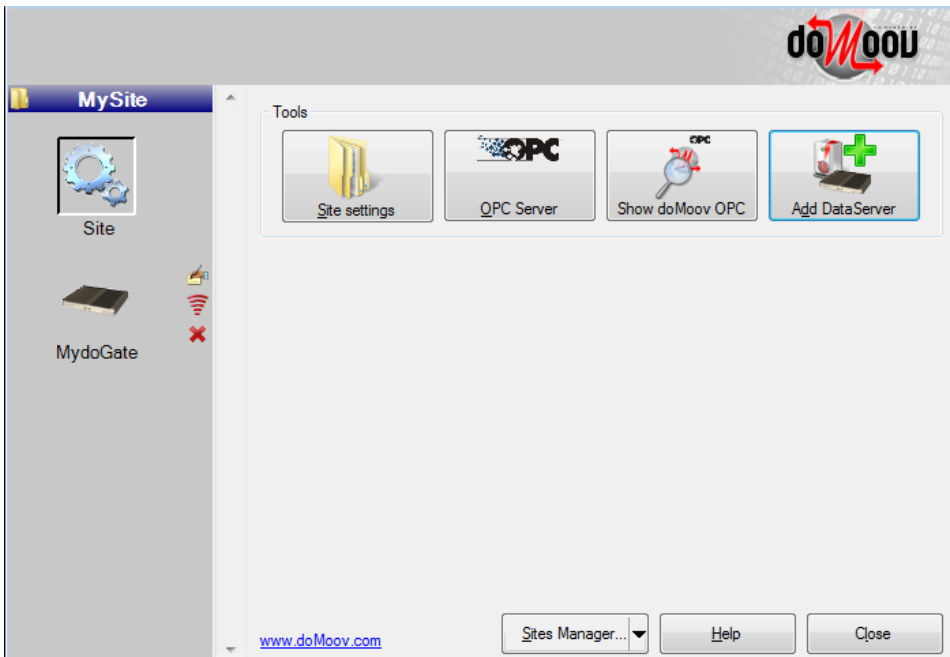 doMoov
MySite
Tools
OPC
OPC
Site settings
OPC Server
Show doMoov OPC
Add DataServer
Site
MydoGate
www.doMoov.com
Sites Manager...
Help
Close